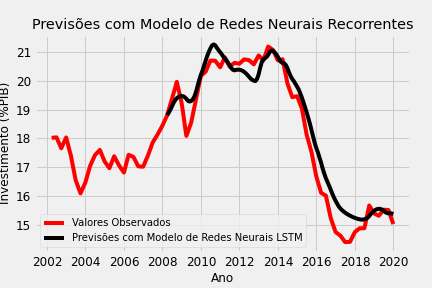 Previsões com Modelo de Redes Neurais Recorrentes
Investimento (%PIB)
21
20
19
18
17
16
15
Valores Observados
Previsões com Modelo de Redes Neurais LSTM
2002 2004 2006 2008 2010 2012 2014 2016 2018 2020
Ano